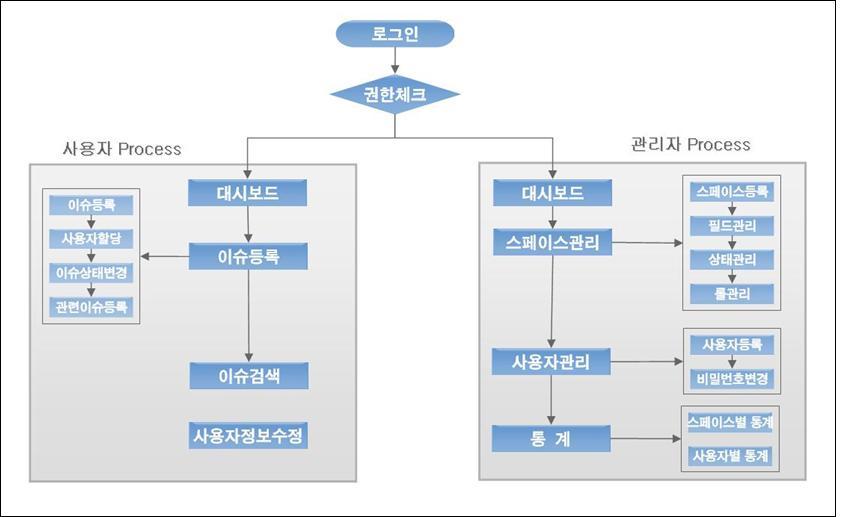 로그인
권한체크
사용자 Process
대시보드
이슈등록
이슈등록
사용자할당
이슈상태변경
관련이슈등록
이슈검색
사용자정보수정
관리자 Process
대시보드
스페이스관리
스페이스등록
필드관리
상태관리
룰관리
사용자관리
사용자등록
비밀번호변경
통 계
스페이스별 통계
사용자별 통계